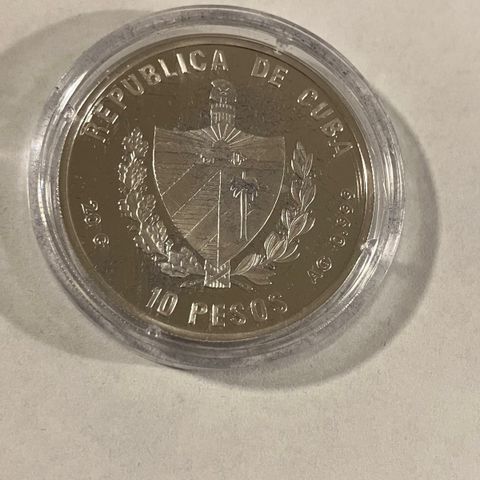 REPUBLICA DE CUBA
20 G
AG 0.999
10 PESOS